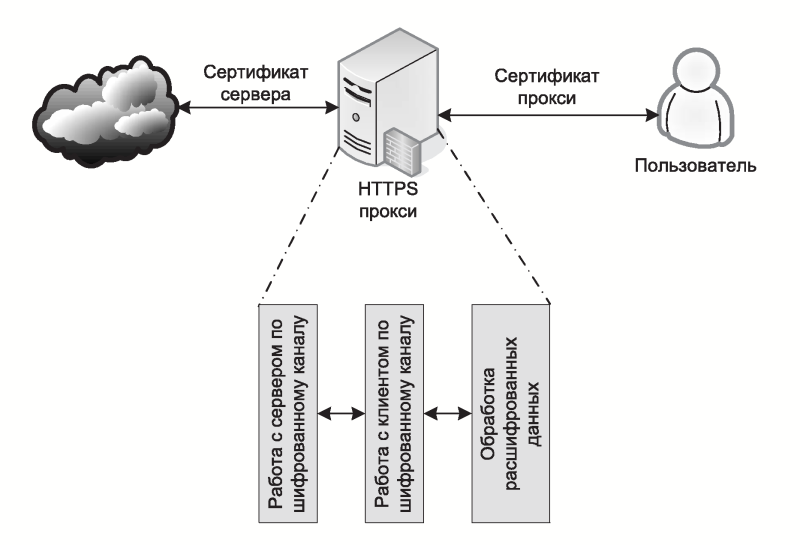 Сертификат
сервера
Сертификат
прокси
HTTPS
прокси
Пользователь
Работа с сервером по
шифрованному каналу
Работа с клиентом по
шифрованному каналу
Обработка
расшифрованных
данных